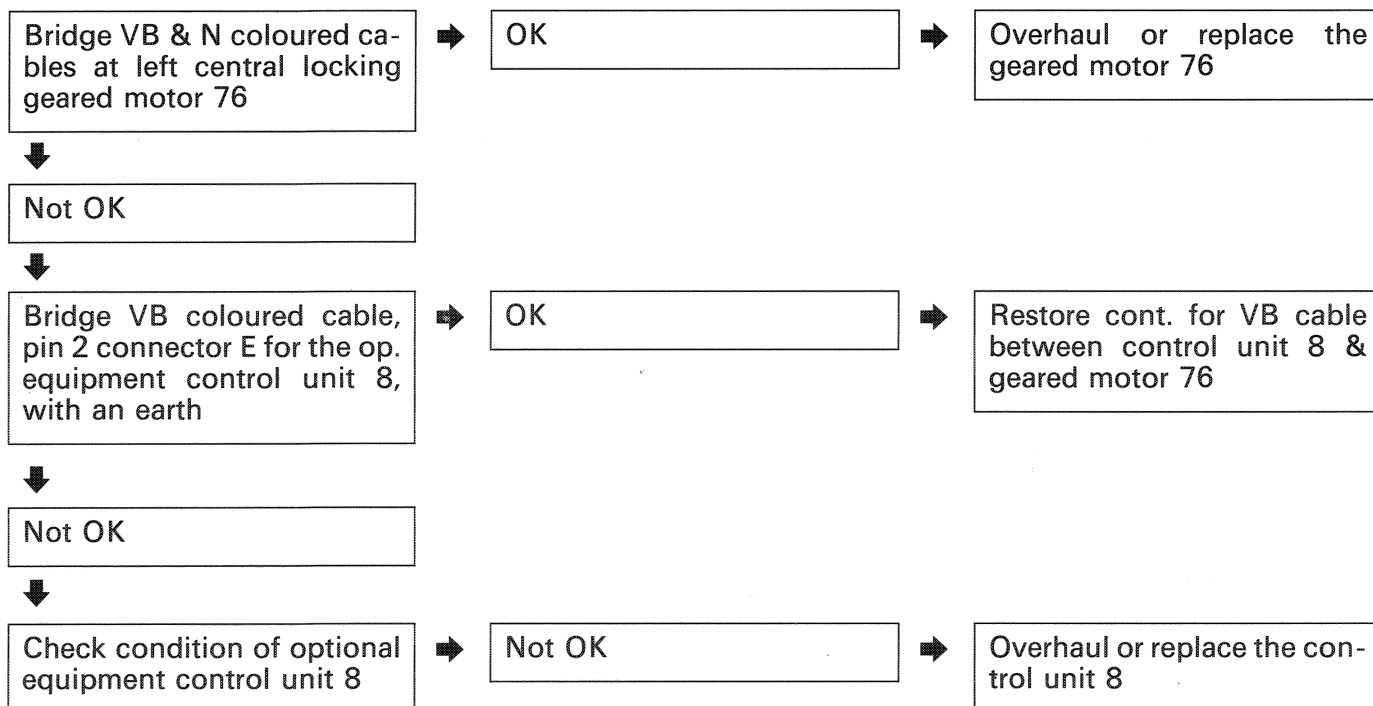 Bridge VB & N coloured ca-
bles at left central locking
geared motor 76
OK
Overhaul or replace the
geared motor 76
Not OK
Bridge VB coloured cable,
pin 2 connector E for the op.
equipment control unit 8,
with an earth
OK
Restore cont. for VB cable
between control unit 8 &
geared motor 76
Not OK
Check condition of optional
equipment control unit 8
Not OK
Overhaul or replace the con-
trol unit 8